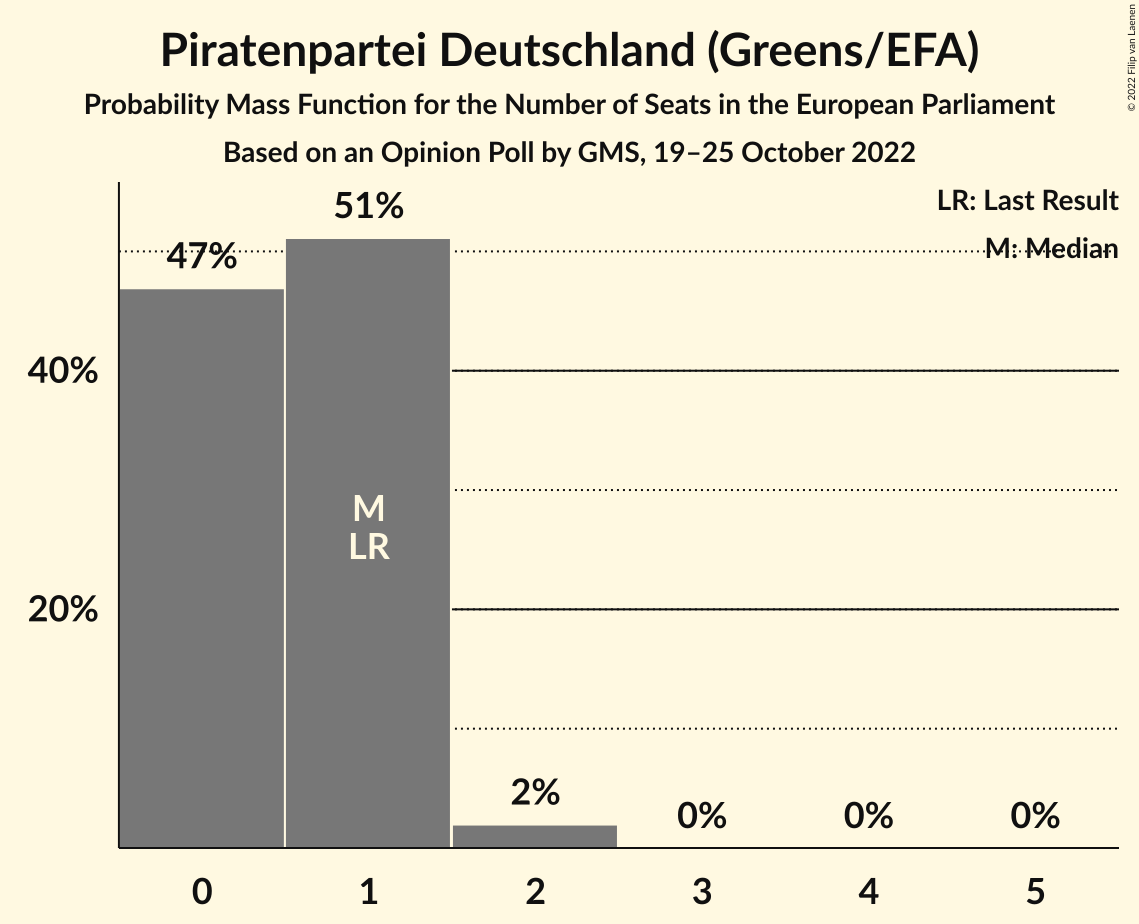 Piratenpartei Deutschland (Greens/EFA)
Probability Mass Function for the Number of Seats in the European Parliament
Based on an Opinion Poll by GMS, 19–25 October 2022
© 2022 Filip van Laenen
LR: Last Result
M: Median
51%
47%
40%
M
LR
20%
2%
0%
0%
0%
0
1
2
3
4
5